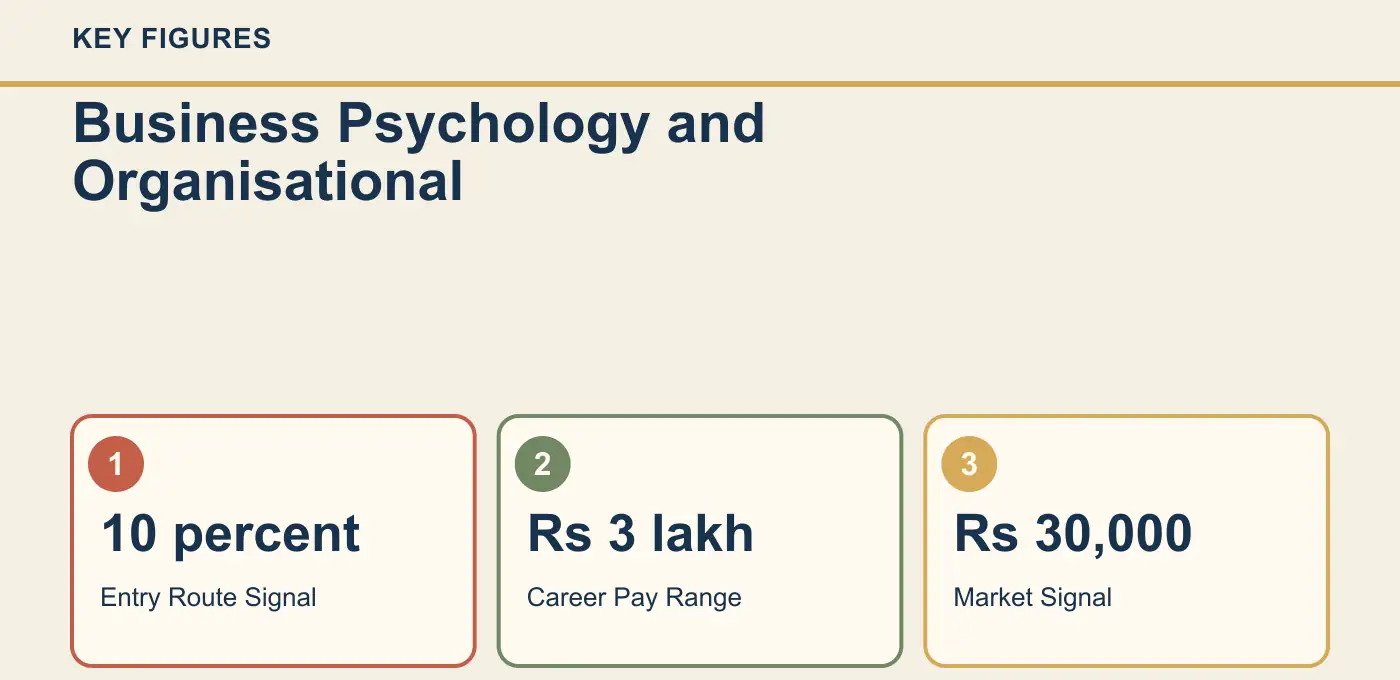 KEY FIGURES
Business Psychology and
Organisational
1
10 percent
Entry Route Signal
2
Rs 3 lakh
Career Pay Range
3
Rs 30,000
Market Signal